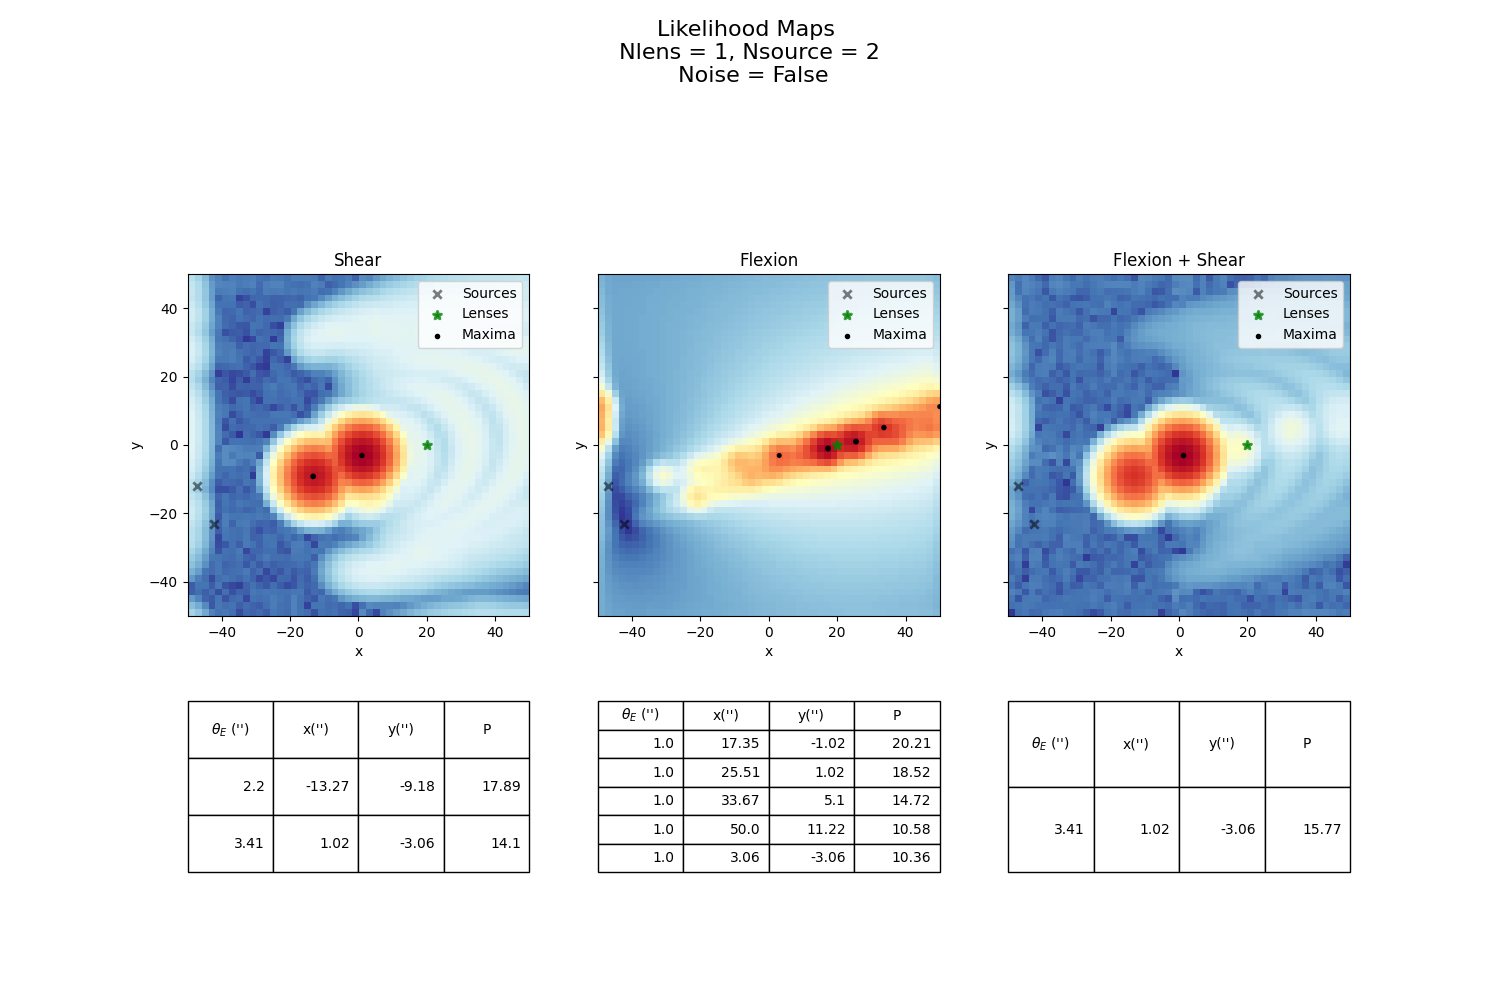 Likelihood Maps
Nlens = 1, Nsource = 2
Noise = False
Shear
Sources
Lenses
Maxima
y
40
20
0
−20
−40
−40 −20 0 20 40
x
Flexion
Sources
Lenses
Maxima
y
−40 −20 0 20 40
x
Flexion + Shear
Sources
Lenses
Maxima
y
−40 −20 0 20 40
x
θE ('') x('') y('') P
2.2 -13.27 -9.18 17.89
3.41 1.02 -3.06 14.1
θE ('') x('') y('') P
1.0 17.35 -1.02 20.21
1.0 25.51 1.02 18.52
1.0 33.67 5.1 14.72
1.0 50.0 11.22 10.58
1.0 3.06 -3.06 10.36
θE ('') x('') y('') P
3.41 1.02 -3.06 15.77